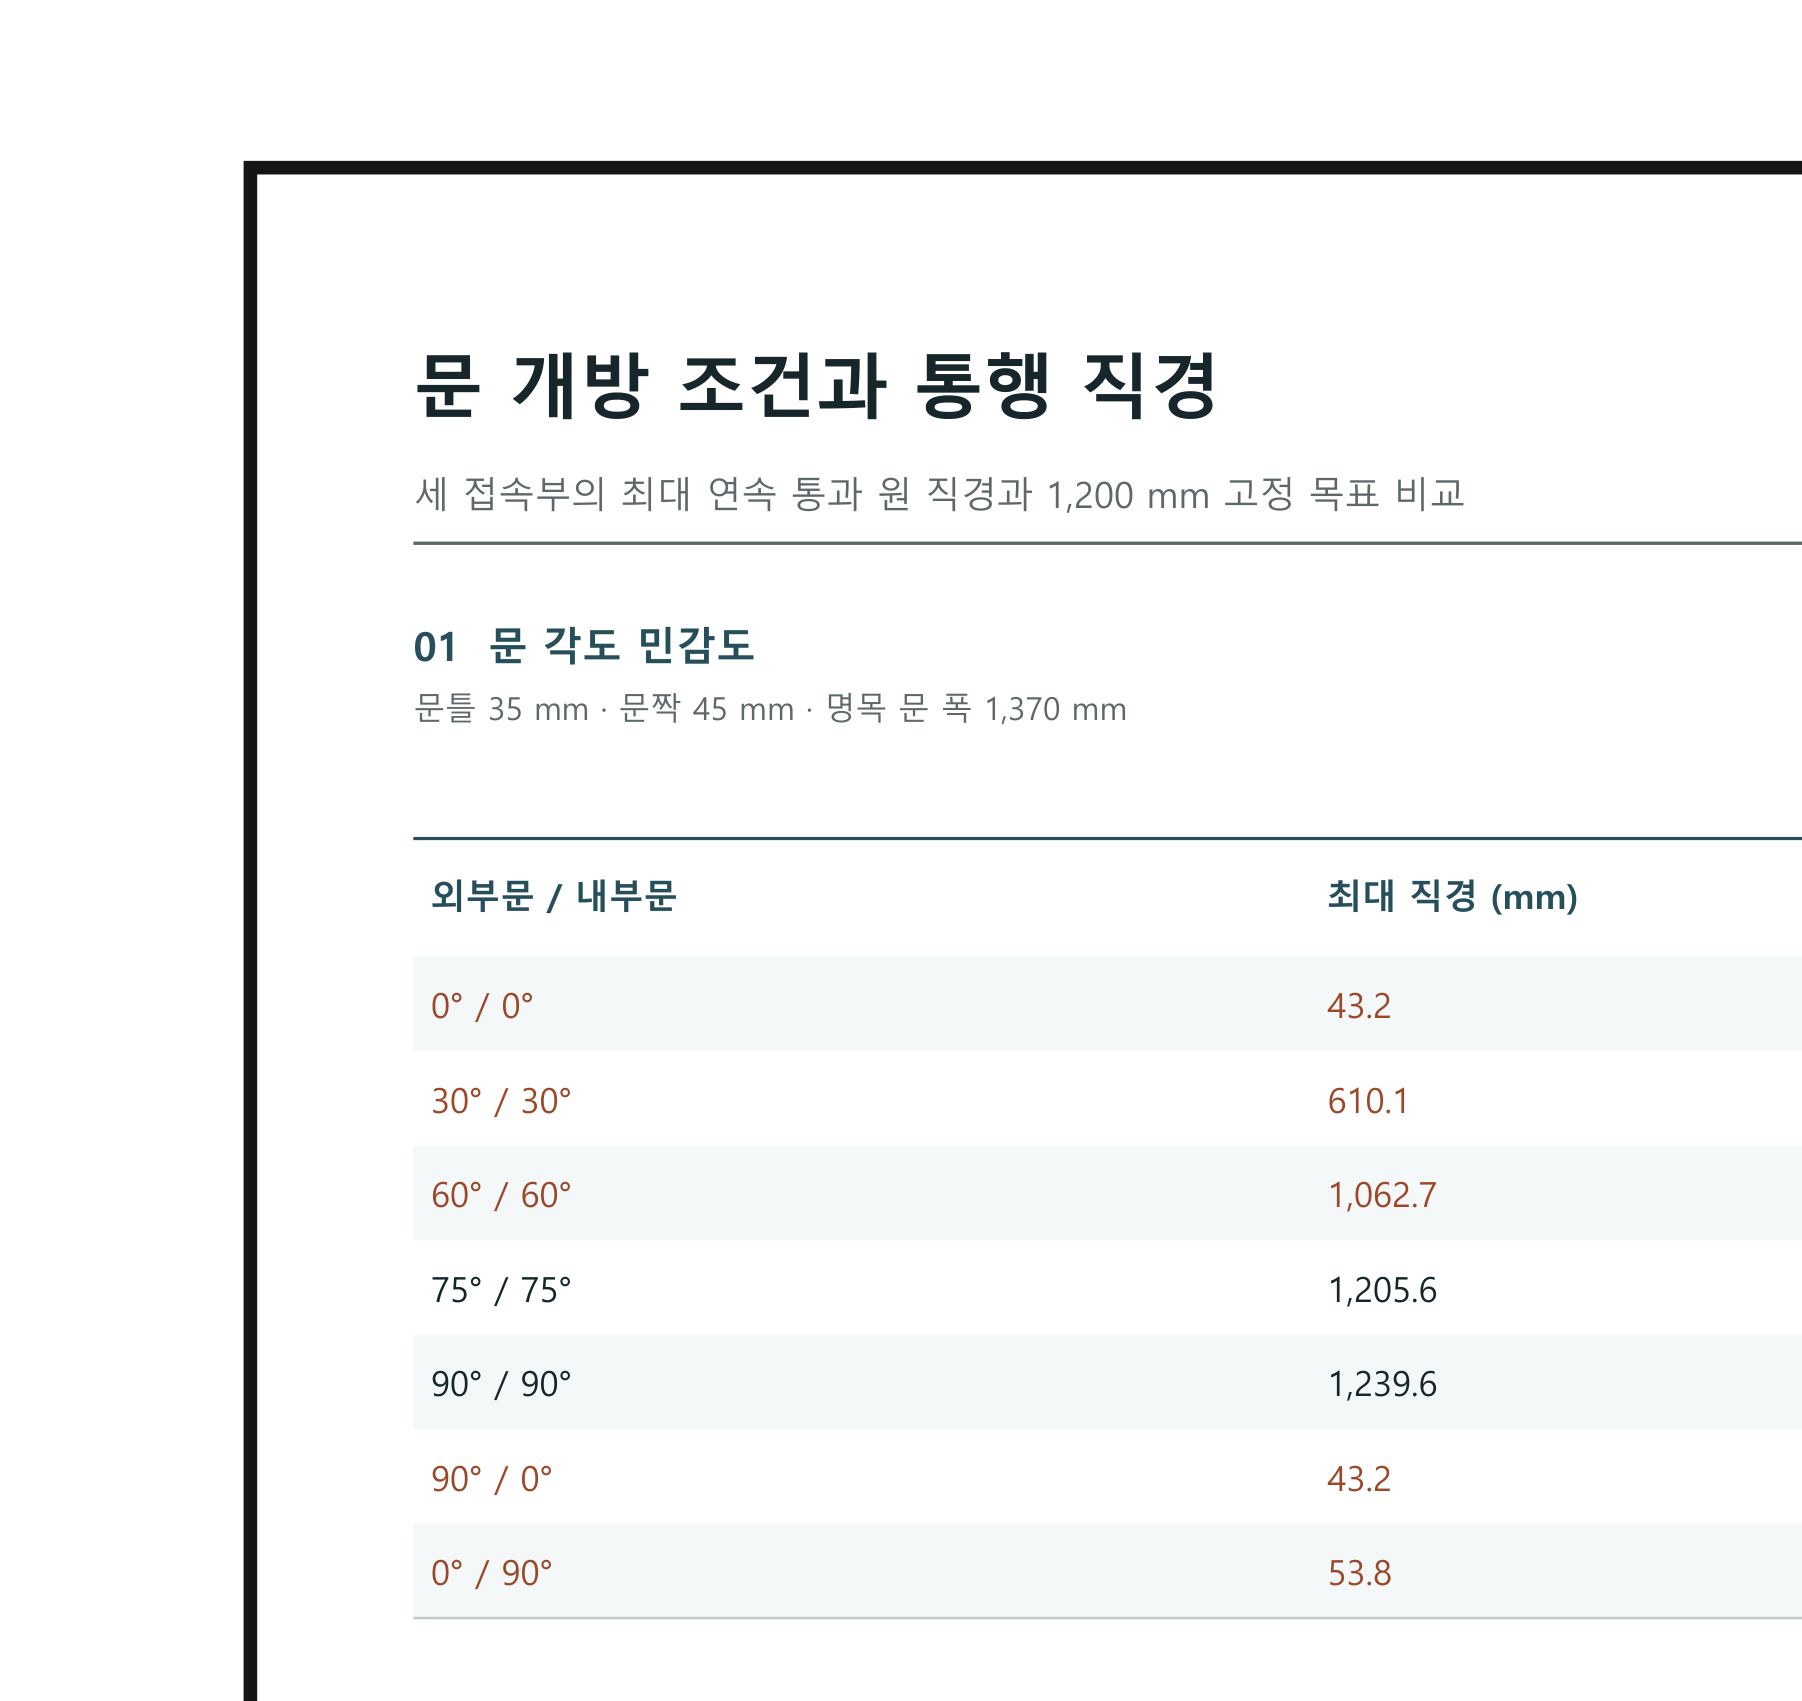 문 개방 조건과 통행 직경
세 접속부의 최대 연속 통과 원 직경과 1,200 mm 고정 목표 비교
01 문 각도 민감도
문틀 35 mm · 문짝 45 mm · 명목 문 폭 1,370 mm
외부문 / 내부문 최대 직경 (mm)
0° / 0° 43.2
30° / 30° 610.1
60° / 60° 1,062.7
75° / 75° 1,205.6
90° / 90° 1,239.6
90° / 0° 43.2
0° / 90° 53.8